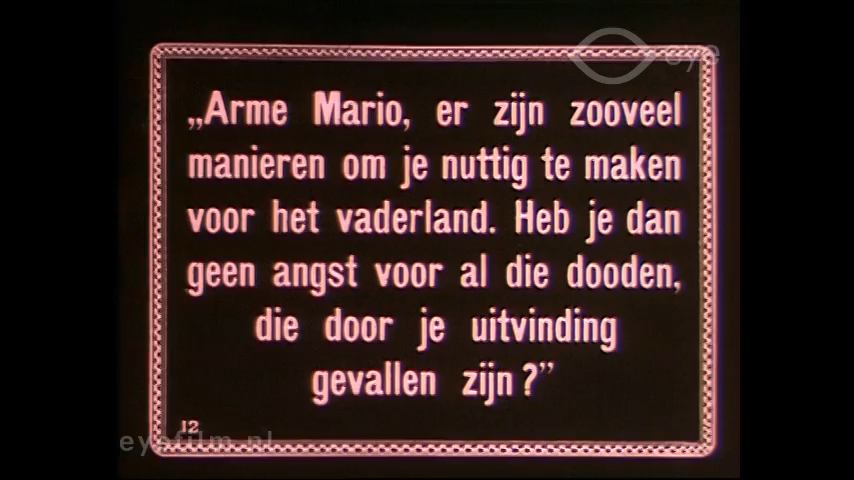 eye
„Arme Mario, er zijn zooveel
manieren om je nuttig te maken
voor het vaderland. Heb je dan
geen angst voor al die dooden,
die door je uitvinding
gevallen zijn?”
12
eyefilm.nl